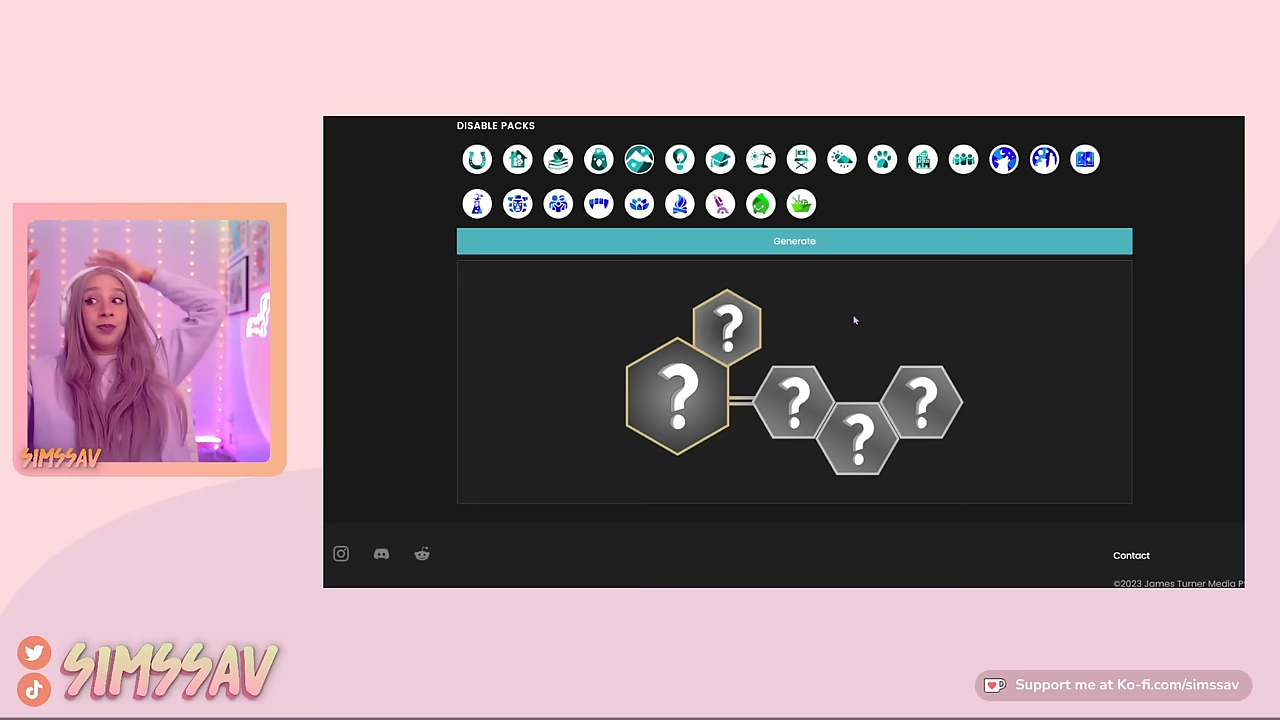 DISABLE PACKS
Generate
?
?
?
?
?
Contact
©2023 James Turner Media P
SIMSSAV
SIMSSAV
Support me at Ko-fi.com/simssav